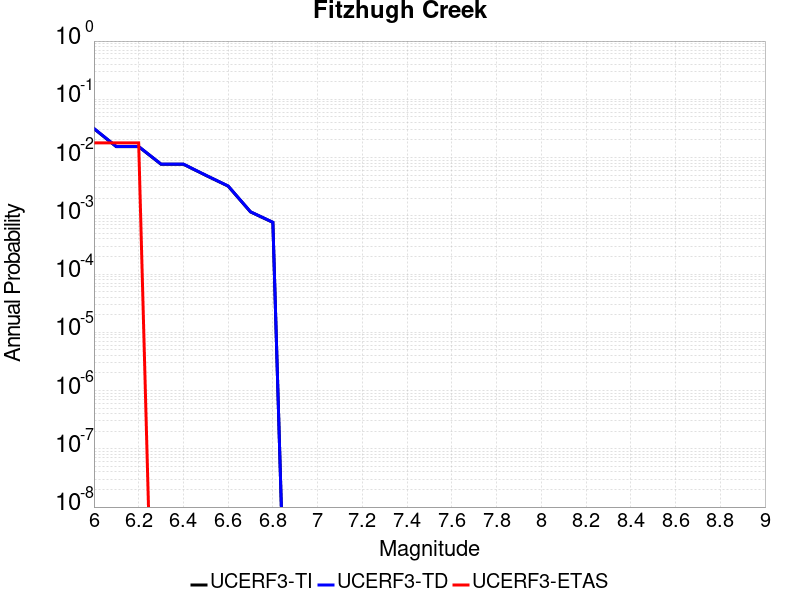 Fitzhugh Creek
10^0
10^-1
10^-2
10^-3
10^-4
10^-5
10^-6
10^-7
10^-8
Annual Probability
6 6.2 6.4 6.6 6.8 7 7.2 7.4 7.6 7.8 8 8.2 8.4 8.6 8.8 9
Magnitude
UCERF3-TI UCERF3-TD UCERF3-ETAS